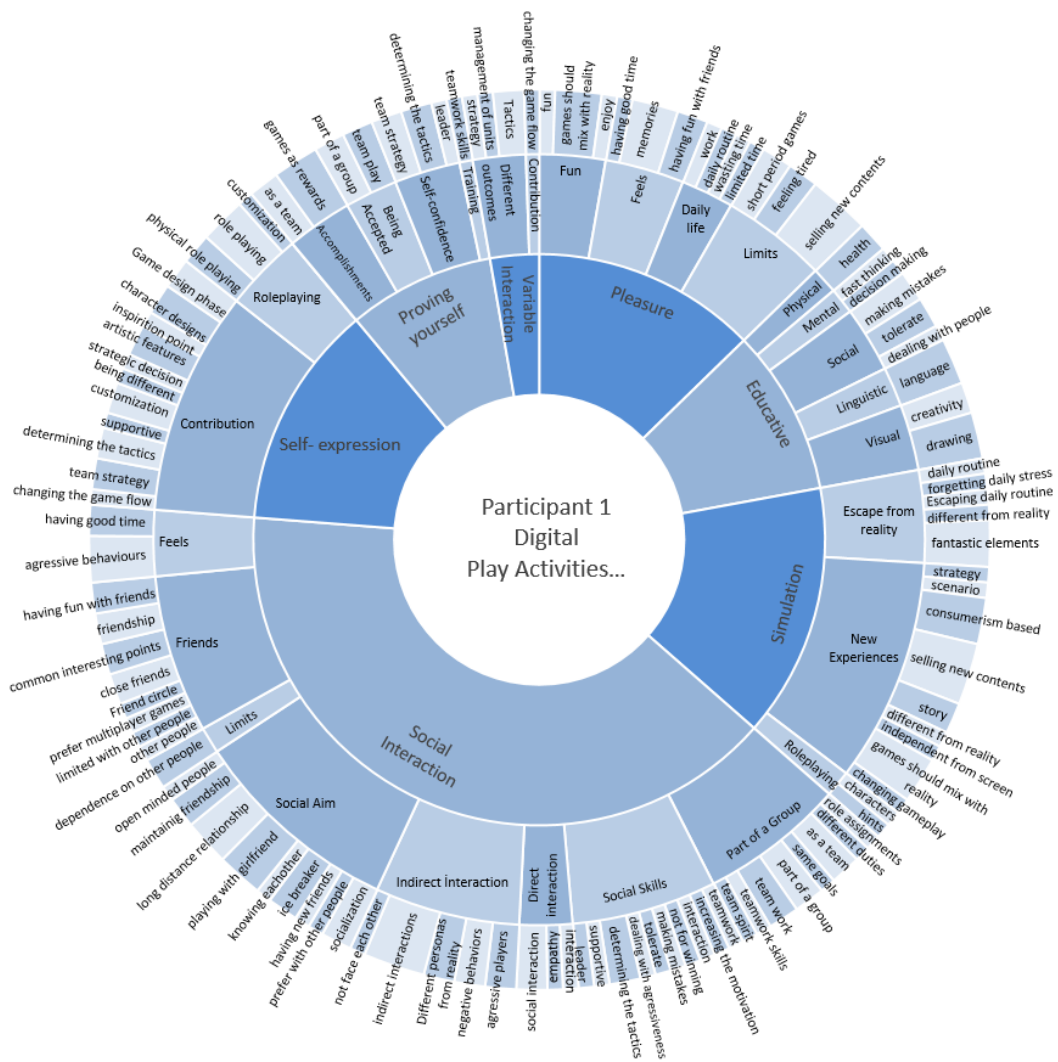 Participant 1
Digital
Play Activities...
Pleasure
Fun
fun
games should
mix with reality
enjoy
having good time
Feels
memories
Daily
life
having fun with friends
work
daily routine
wasting time
Limits
limited time
short period games
feeling tired
selling new contents
Educative
Physical
health
Mental
fast thinking
decision making
Social
making mistakes
tolerate
dealing with people
Linguistic
language
Visual
creativity
drawing
Simulation
Escape from
reality
daily routine
forgetting daily stress
Escaping daily routine
different from reality
fantastic elements
New
Experiences
strategy
scenario
consumerism based
selling new contents
story
different from reality
independent from screen
games should mix with
reality
changing gameplay
Roleplaying
characters
hints
Social
Interaction
Part of a Group
role assignments
different duties
as a team
same goals
part of a group
team work
teamwork skills
team spirit
teamwork
Social Skills
increasing the motivation
interaction
not for winning
making mistakes
tolerate
dealing with agressiveness
determining the tactics
supportive
leader
Direct
interaction
interaction
empathy
social interaction
Indirect İnteraction
agressive players
negative behaviors
Different personas
from reality
indirect interactions
Social Aim
not face each other
socialization
prefer with other people
having new friends
ice breaker
knowing eachother
playing with girlfriend
long distance relationship
maintainig friendship
open minded people
Limits
dependence on other people
other people
limited with other people
Friends
prefer multiplayer games
Friend circle
close friends
common interesting points
friendship
having fun with friends
Feels
agressive behaviours
having good time
Self- expression
Contribution
changing the game flow
team strategy
determining the tactics
supportive
customization
being different
strategic decision
artistic features
inspirition point
character designs
Game design phase
Roleplaying
physical role playing
role playing
customization
Proving
yourself
Accomplishments
as a team
games as rewards
Being
Accepted
part of a group
team play
Self-confidence
team strategy
determining the tactics
leader
Training
teamwork skills
Variable
Interaction
Different
outcomes
strategy
management of units
Tactics
Contribution
changing the game flow